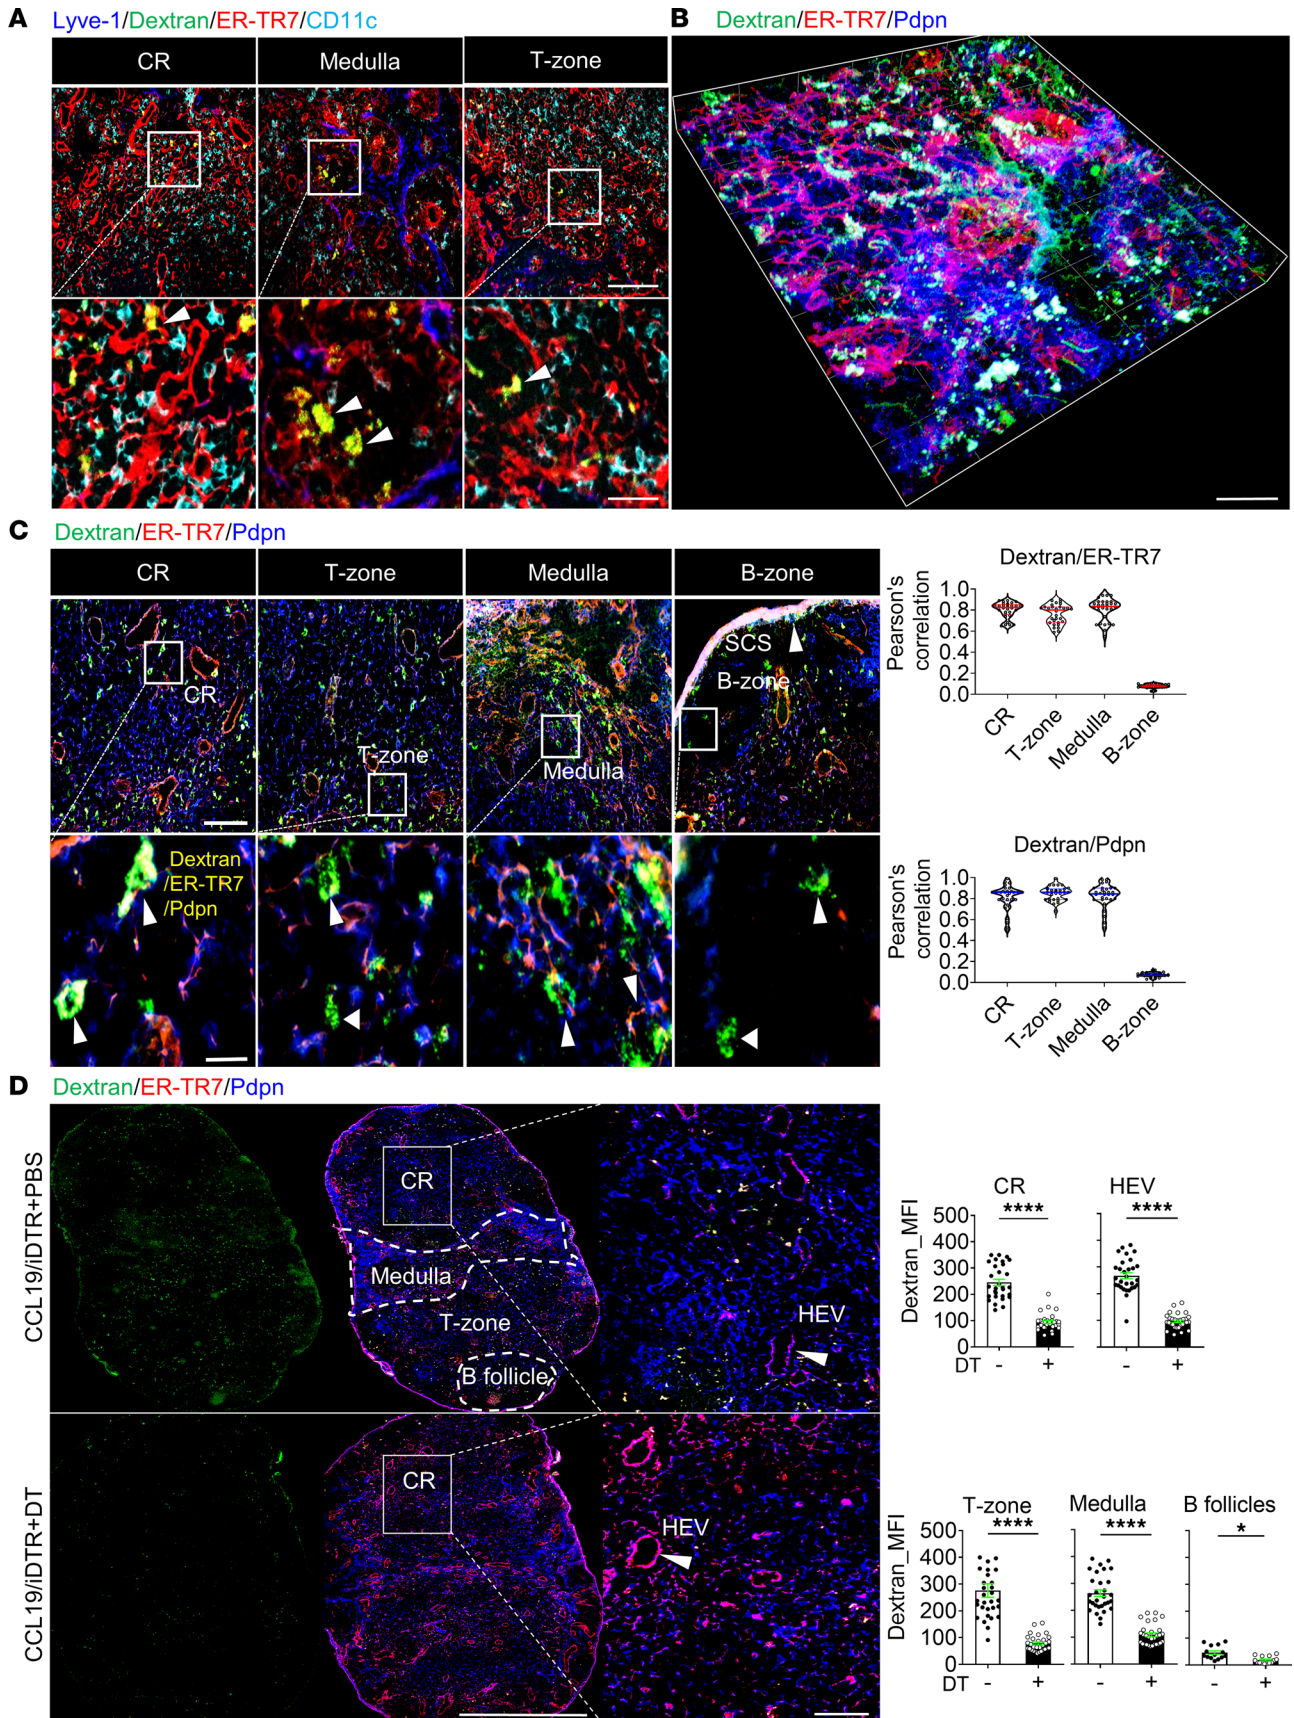 A Lyve-1/Dextran/ER-TR7/CD11c
CR
Medulla
T-zone
B Dextran/ER-TR7/Pdpn
C Dextran/ER-TR7/Pdpn
CR
T-zone
Medulla
B-zone
CR
T-zone
Medulla
SCS
B-zone
Dextran
/ER-TR7
/Pdpn
Dextran/ER-TR7
Pearson's
correlation
1.0
0.8
0.6
0.4
0.2
0.0
CR
T-zone
Medulla
B-zone
Dextran/Pdpn
Pearson's
correlation
1.0
0.8
0.6
0.4
0.2
0.0
CR
T-zone
Medulla
B-zone
D Dextran/ER-TR7/Pdpn
CCL19/iDTR+PBS
CR
Medulla
T-zone
B follicle
HEV
CCL19/iDTR+DT
CR
HEV
CR
HEV
Dextran_MFI
500
400
300
200
100
0
****
****
DT - + - +
T-zone
Medulla
B follicles
Dextran_MFI
500
400
300
200
100
0
****
****
*
DT - + - + - +